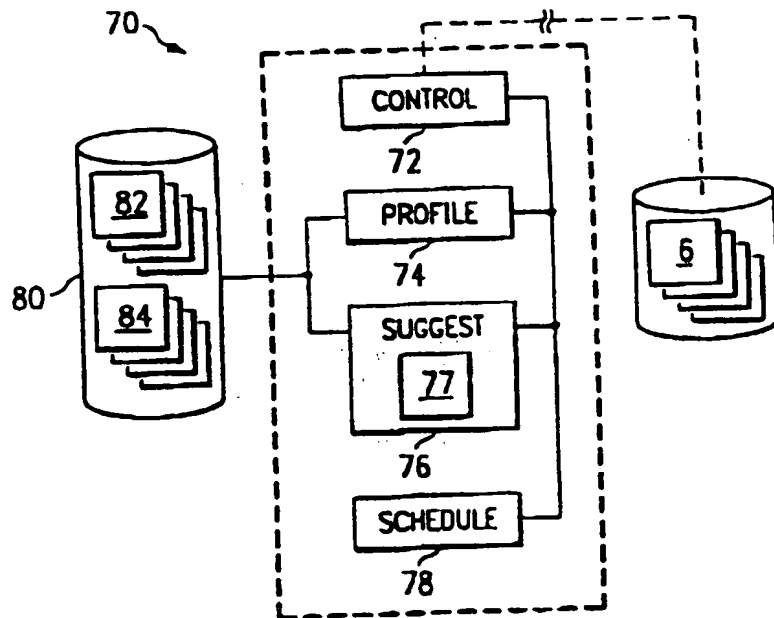 70
CONTROL
72
82
PROFILE
6
74
80
84
SUGGEST
77
76
SCHEDULE
78